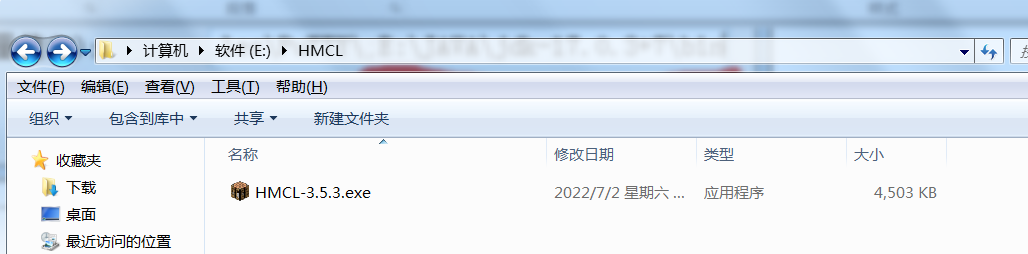 计算机 ▸ 软件 (E:) ▸ HMCL
文件(F) 编辑(E) 查看(V) 工具(T) 帮助(H)
组织 包含到库中 共享 新建文件夹
收藏夹
下载
桌面
最近访问的位置
名称 修改日期 类型 大小
HMCL-3.5.3.exe 2022/7/2 星期六 ... 应用程序 4,503 KB